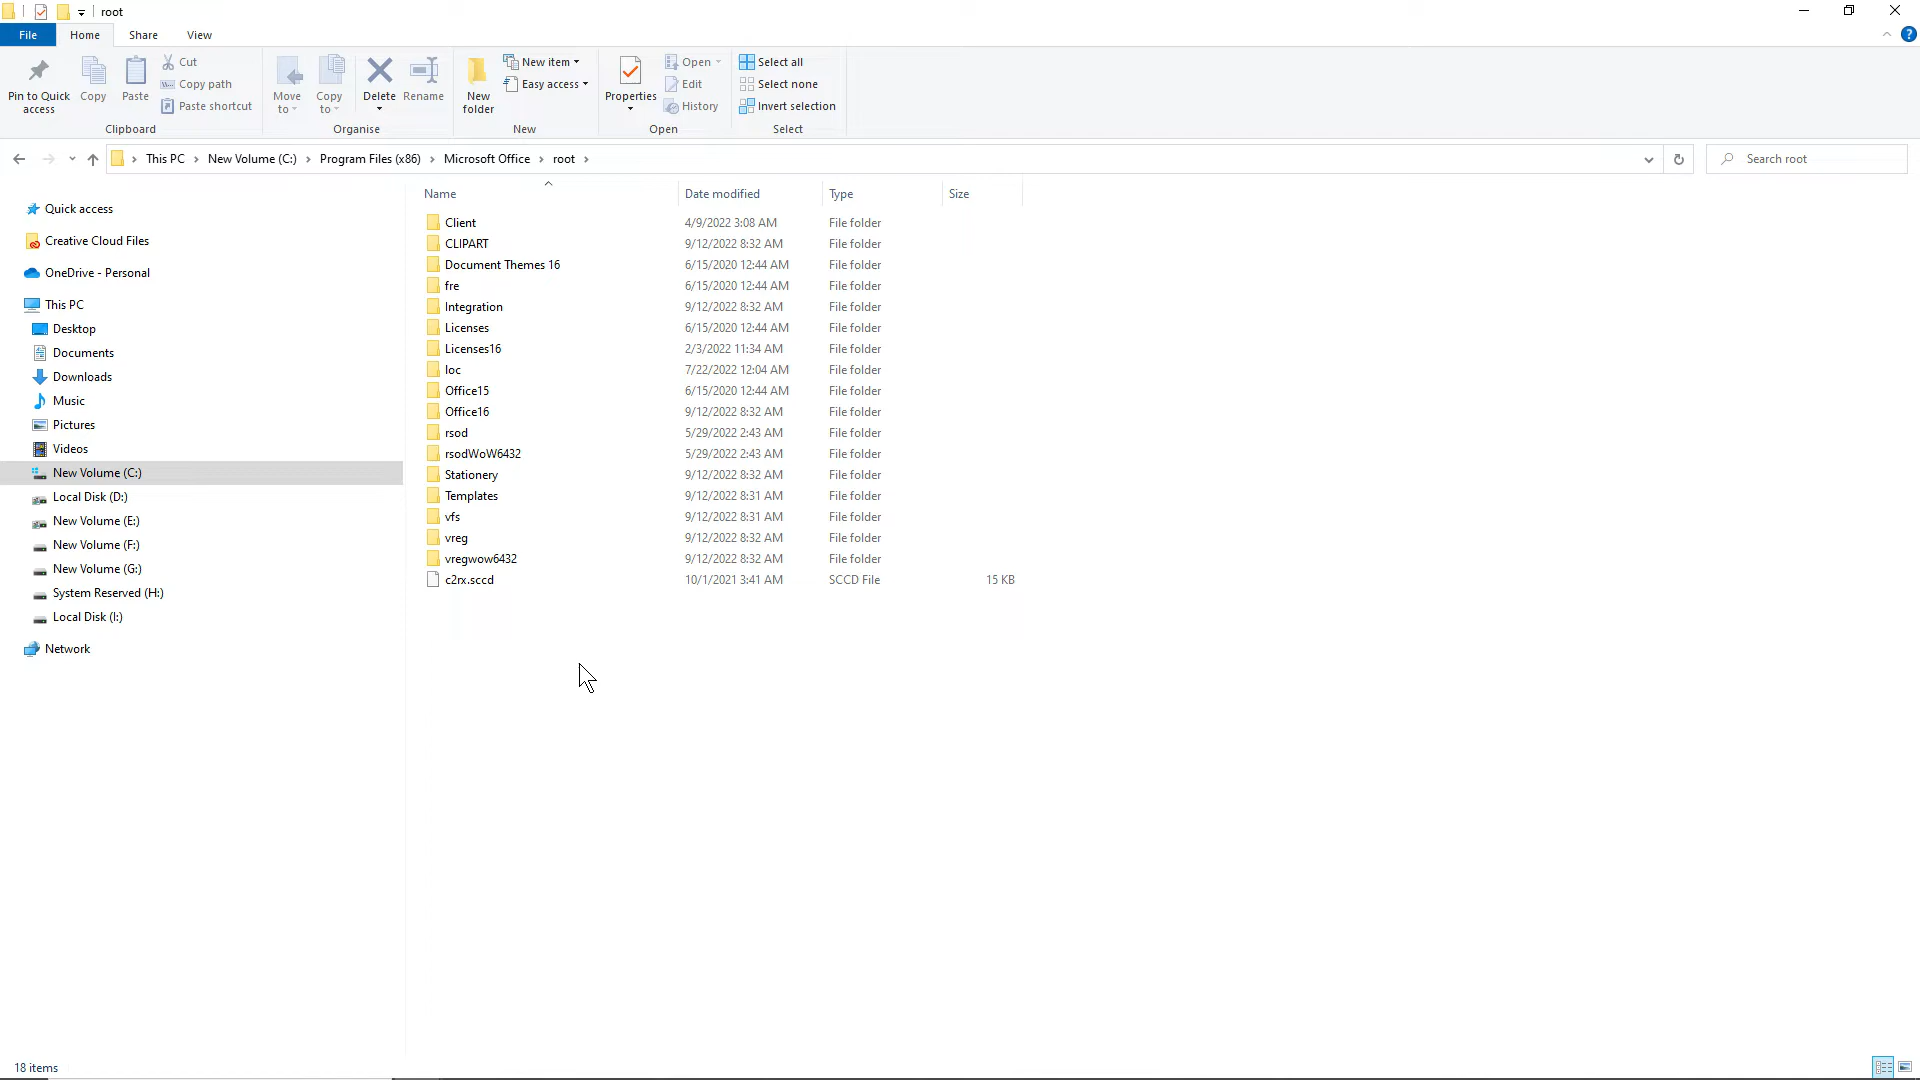 root
File Home Share View
Pin to Quick access Copy Paste Cut Copy path Paste shortcut Move to Copy to Delete Rename New folder New item Easy access Properties Open Edit History Select all Select none Invert selection
Clipboard Organise New Open Select
This PC › New Volume (C:) › Program Files (x86) › Microsoft Office › root › Search root
Name Date modified Type Size
Quick access
Creative Cloud Files
OneDrive - Personal
This PC
Desktop
Documents
Downloads
Music
Pictures
Videos
New Volume (C:)
Local Disk (D:)
New Volume (E:)
New Volume (F:)
New Volume (G:)
System Reserved (H:)
Local Disk (I:)
Network
Client 4/9/2022 3:08 AM File folder
CLIPART 9/12/2022 8:32 AM File folder
Document Themes 16 6/15/2020 12:44 AM File folder
fre 6/15/2020 12:44 AM File folder
Integration 9/12/2022 8:32 AM File folder
Licenses 6/15/2020 12:44 AM File folder
Licenses16 2/3/2022 11:34 AM File folder
loc 7/22/2022 12:04 AM File folder
Office15 6/15/2020 12:44 AM File folder
Office16 9/12/2022 8:32 AM File folder
rsod 5/29/2022 2:43 AM File folder
rsodWoW6432 5/29/2022 2:43 AM File folder
Stationery 9/12/2022 8:32 AM File folder
Templates 9/12/2022 8:31 AM File folder
vfs 9/12/2022 8:31 AM File folder
vreg 9/12/2022 8:32 AM File folder
vregwow6432 9/12/2022 8:32 AM File folder
c2rx.sccd 10/1/2021 3:41 AM SCCD File 15 KB
18 items